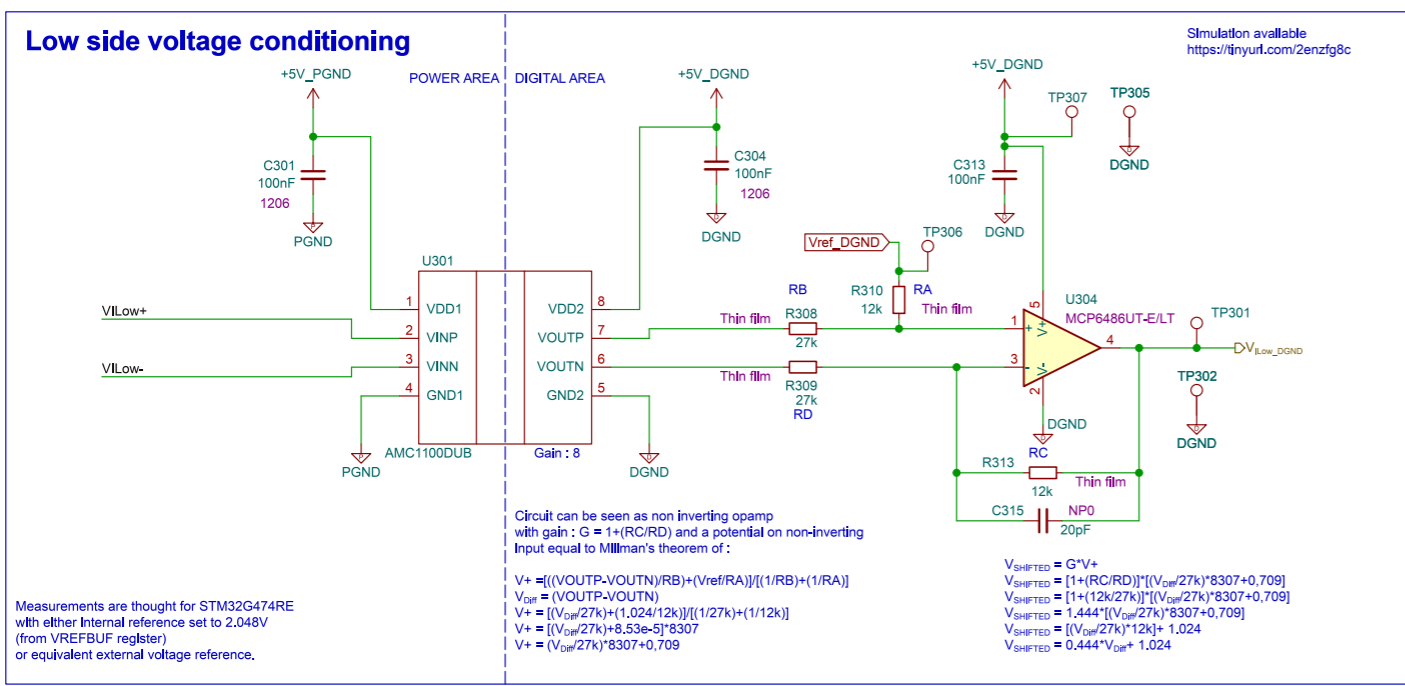 Low side voltage conditioning
SImulation available
https://tinyurl.com/2enzfg8c
+5V_PGND
POWER AREA
DIGITAL AREA
+5V_DGND
+5V_DGND
TP307
TP305
C301
100nF
1206
PGND
C304
100nF
1206
DGND
C313
100nF
DGND
DGND
Vref_DGND
TP306
U301
RB
R310
12k
RA
Thin film
U304
MCP6486UT-E/LT
VILow+
VILow-
1
2
3
4
VDD1
VINP
VINN
GND1
VDD2
VOUTP
VOUTN
GND2
8
7
6
5
Thin film
R308
27k
Thin film
R309
27k
RD
1
3
+
-
V+
V-
5
2
4
TP301
VILow_DGND
TP302
DGND
DGND
PGND
AMC1100DUB
Gain : 8
DGND
RC
R313
12k
Thin film
C315
NP0
20pF
Circuit can be seen as non inverting opamp
with gain : G = 1+(RC/RD) and a potential on non-inverting
Input equal to Millman's theorem of :
V+ =[((VOUTP-VOUTN)/RB)+(Vref/RA)]/[(1/RB)+(1/RA)]
VDiff = (VOUTP-VOUTN)
V+ = [(VDiff/27k)+(1.024/12k)]/[(1/27k)+(1/12k)]
V+ = [(VDiff/27k)+8.53e-5]*8307
V+ = (VDiff/27k)*8307+0,709
VSHIFTED = G*V+
VSHIFTED = [1+(RC/RD)]*[(VDiff/27k)*8307+0,709]
VSHIFTED = [1+(12k/27k)]*[(VDiff/27k)*8307+0,709]
VSHIFTED = 1.444*[(VDiff/27k)*8307+0,709]
VSHIFTED = [(VDiff/27k)*12k]+ 1.024
VSHIFTED = 0.444*VDiff+ 1.024
Measurements are thought for STM32G474RE
with either Internal reference set to 2.048V
(from VREFBUF register)
or equivalent external voltage reference.